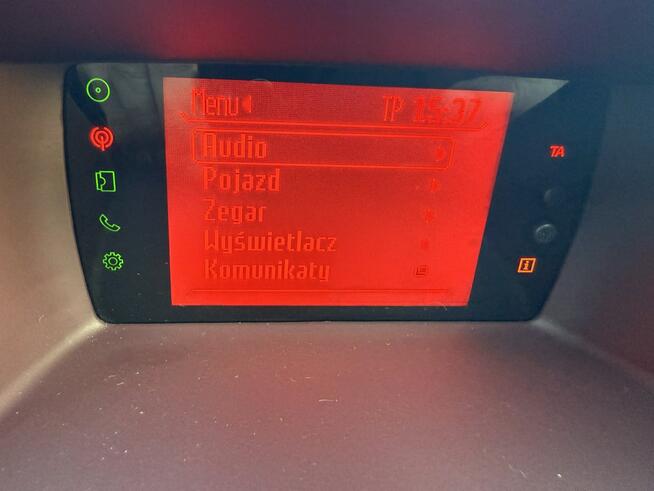 Menu TP 15:37
Audio
TA
Pojazd
Zegar
Wyświetlacz
Komunikaty
i